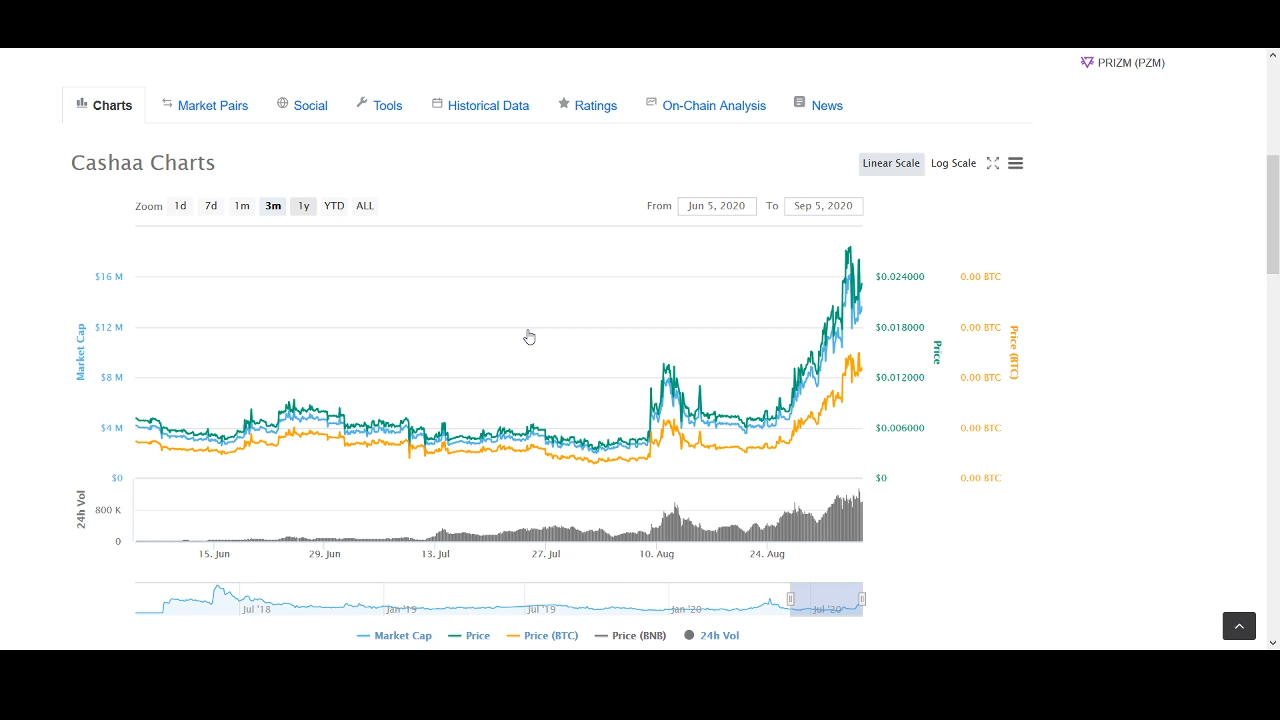 PRIZM (PZM)
Charts Market Pairs Social Tools Historical Data Ratings On-Chain Analysis News
Cashaa Charts
Linear Scale Log Scale
Zoom 1d 7d 1m 3m 1y YTD ALL
From Jun 5, 2020 To Sep 5, 2020
$16 M $0.024000 0.00 BTC
$12 M $0.018000 0.00 BTC
Market Cap
Price
Price (BTC)
$8 M $0.012000 0.00 BTC
$4 M $0.006000 0.00 BTC
$0 $0 0.00 BTC
24h Vol
800 K
0
15. Jun 29. Jun 13. Jul 27. Jul 10. Aug 24. Aug
Jul '18 Jan '19 Jul '19 Jan '20 Jul '20
Market Cap Price Price (BTC) Price (BNB) 24h Vol